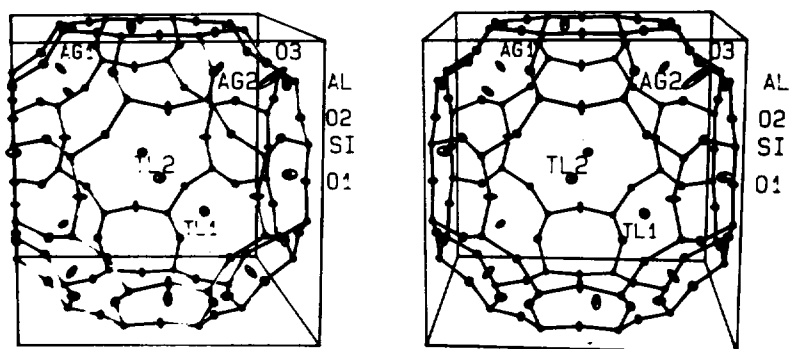 AG1 O3
AG2 AL
O2
SI
TL2 O1
TL1
AG1 O3
AG2 AL
O2
SI
TL2 O1
TL1